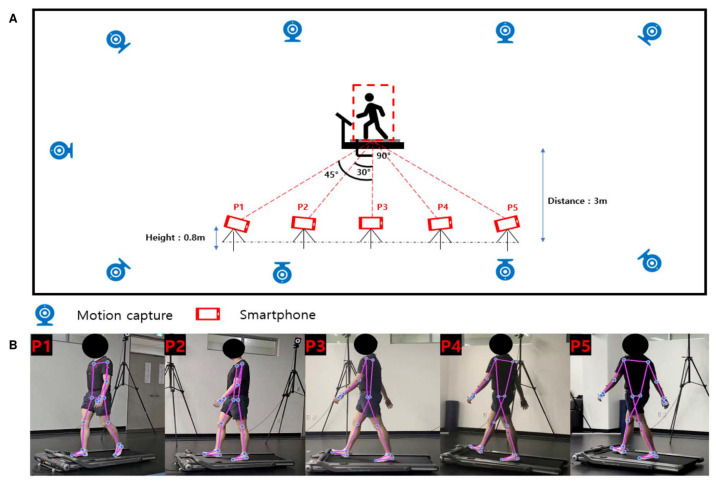 A
90°
45°
30°
P1
P2
P3
P4
P5
Distance : 3m
Height : 0.8m
Motion capture
Smartphone
B
P1
P2
P3
P4
P5